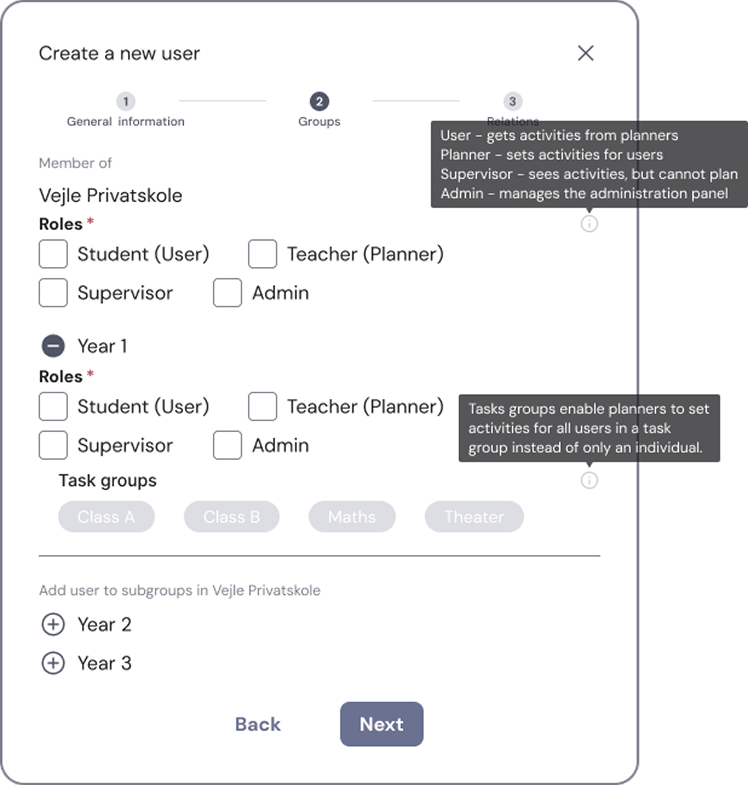 Create a new user
1 2 3
General information Groups Relations
User - gets activities from planners
Planner - sets activities for users
Supervisor - sees activities, but cannot plan
Admin - manages the administration panel
Member of
Vejle Privatskole
Roles *
Student (User) Teacher (Planner)
Supervisor Admin
Year 1
Roles *
Student (User) Teacher (Planner)
Supervisor Admin
Tasks groups enable planners to set
activities for all users in a task
group instead of only an individual.
Task groups
Class A Class B Maths Theater
Add user to subgroups in Vejle Privatskole
Year 2
Year 3
Back Next